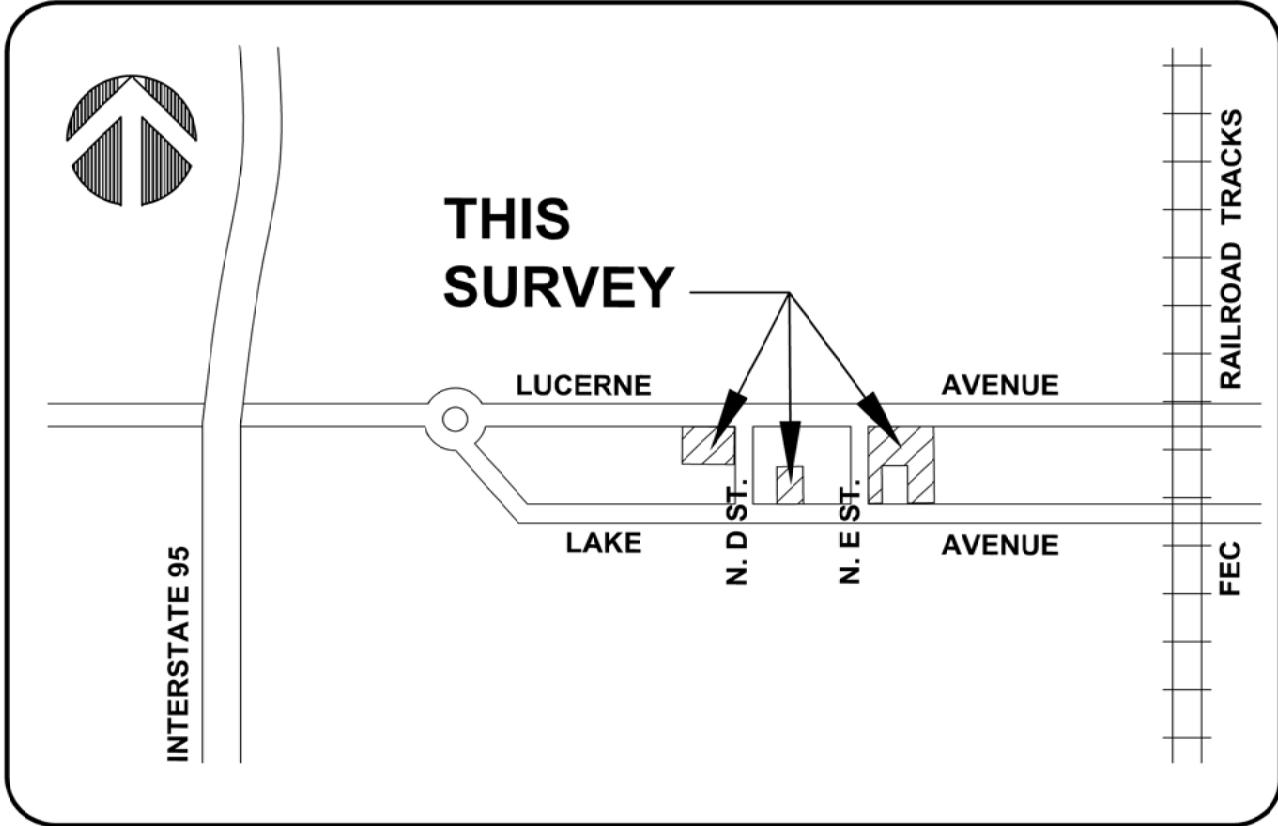 THIS
SURVEY
RAILROAD TRACKS
LUCERNE AVENUE
N. D ST.
N. E ST.
LAKE AVENUE
FEC
INTERSTATE 95